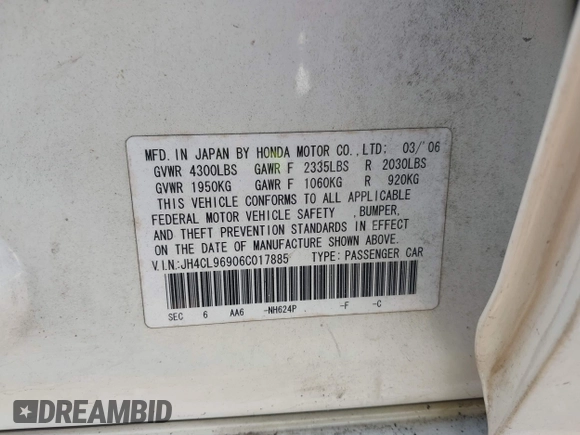 MFD. IN JAPAN BY HONDA MOTOR CO., LTD: 03/'06
GVWR 4300LBS GAWR F 2335LBS R 2030LBS
GVWR 1950KG GAWR F 1060KG R 920KG
THIS VEHICLE CONFORMS TO ALL APPLICABLE
FEDERAL MOTOR VEHICLE SAFETY ,BUMPER,
AND THEFT PREVENTION STANDARDS IN EFFECT
ON THE DATE OF MANUFACTURE SHOWN ABOVE.
V.I.N:JH4CL96906C017885 TYPE: PASSENGER CAR
SEC 6 AA6 -NH624P -F -C
DREAMBID